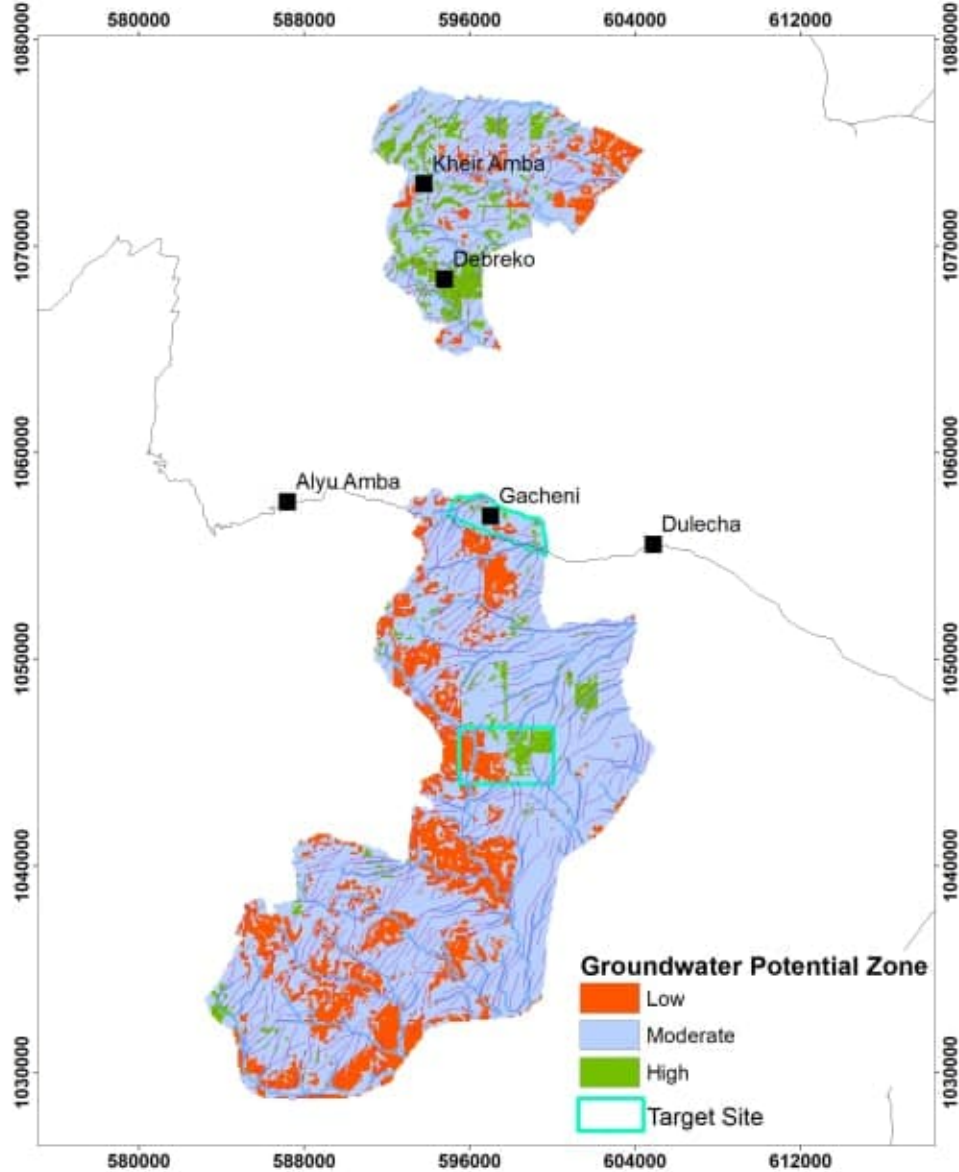 580000 588000 596000 604000 612000
1080000 1080000
Kheir Amba
1070000 1070000
Debreko
1060000 1060000
Alyu Amba
Gacheni
Dulecha
1050000 1050000
1040000 1040000
Groundwater Potential Zone
Low
Moderate
High
1030000 1030000
Target Site
580000 588000 596000 604000 612000